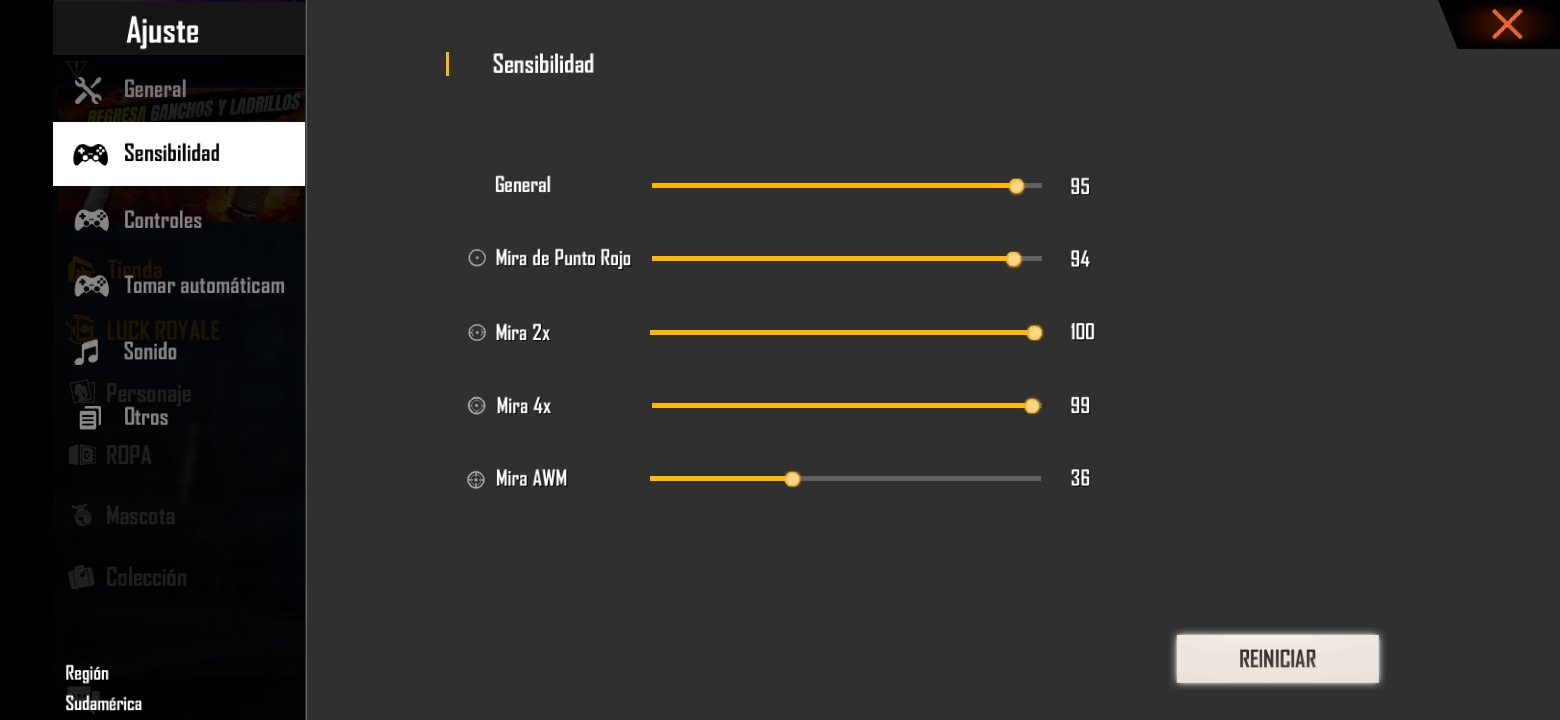 Ajuste
General
REGRESA GANCHOS Y LADRILLOS
Sensibilidad
Controles
Tienda
Tomar automáticam
LUCK ROYALE
Sonido
Personaje
Otros
ROPA
Mascota
Colección
Región
Sudamérica
Sensibilidad
General 95
Mira de Punto Rojo 94
Mira 2x 100
Mira 4x 99
Mira AWM 36
REINICIAR